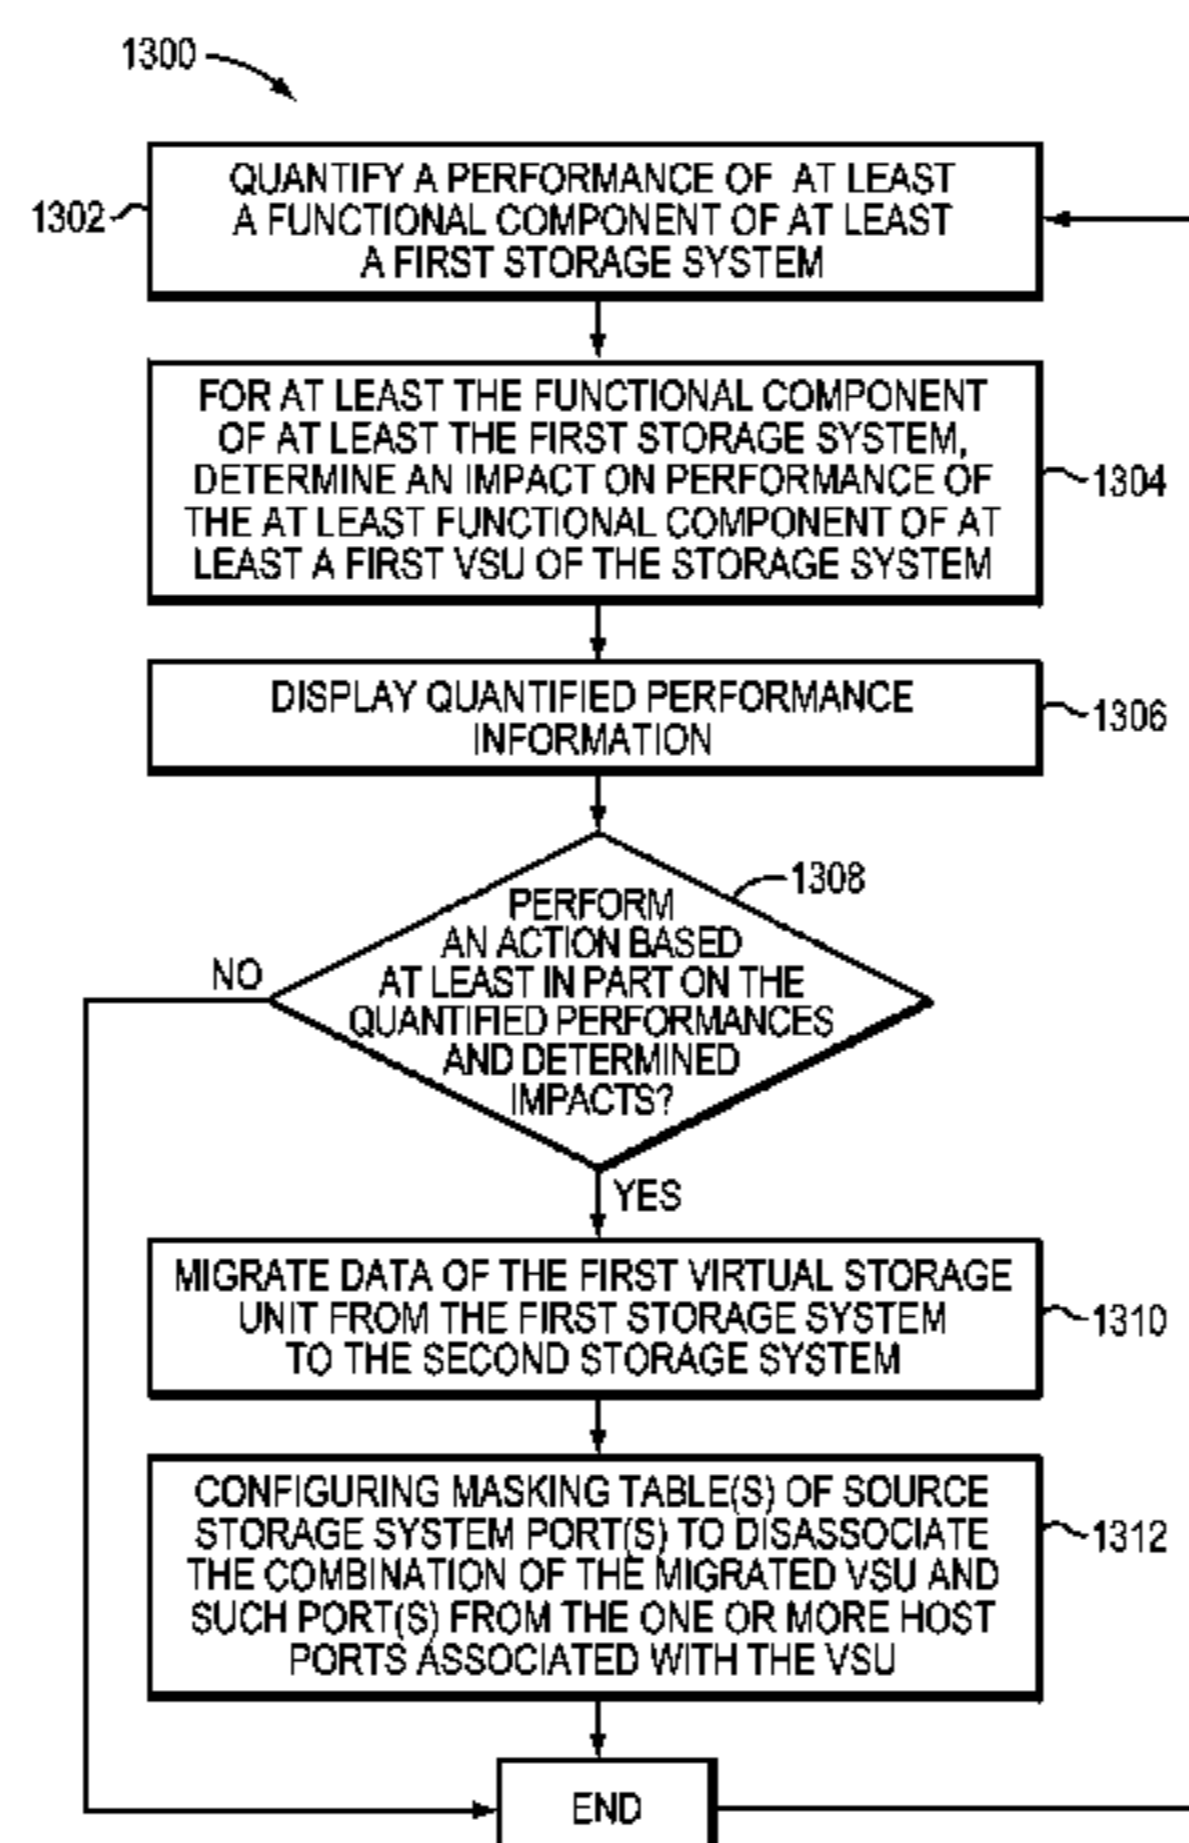 1300
1302
QUANTIFY A PERFORMANCE OF AT LEAST
A FUNCTIONAL COMPONENT OF AT LEAST
A FIRST STORAGE SYSTEM
FOR AT LEAST THE FUNCTIONAL COMPONENT
OF AT LEAST THE FIRST STORAGE SYSTEM,
DETERMINE AN IMPACT ON PERFORMANCE OF
THE AT LEAST FUNCTIONAL COMPONENT OF AT
LEAST A FIRST VSU OF THE STORAGE SYSTEM
1304
DISPLAY QUANTIFIED PERFORMANCE
INFORMATION
1306
1308
PERFORM
AN ACTION BASED
AT LEAST IN PART ON THE
QUANTIFIED PERFORMANCES
AND DETERMINED
IMPACTS?
NO
YES
MIGRATE DATA OF THE FIRST VIRTUAL STORAGE
UNIT FROM THE FIRST STORAGE SYSTEM
TO THE SECOND STORAGE SYSTEM
1310
CONFIGURING MASKING TABLE(S) OF SOURCE
STORAGE SYSTEM PORT(S) TO DISASSOCIATE
THE COMBINATION OF THE MIGRATED VSU AND
SUCH PORT(S) FROM THE ONE OR MORE HOST
PORTS ASSOCIATED WITH THE VSU
1312
END